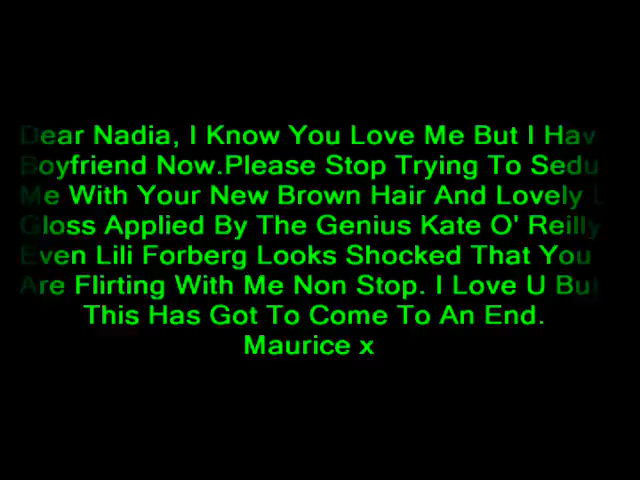 Dear Nadia, I Know You Love Me But I Hav
Boyfriend Now.Please Stop Trying To Sedu
Me With Your New Brown Hair And Lovely
Gloss Applied By The Genius Kate O' Reilly
Even Lili Forberg Looks Shocked That You
Are Flirting With Me Non Stop. I Love U But
This Has Got To Come To An End.
Maurice x